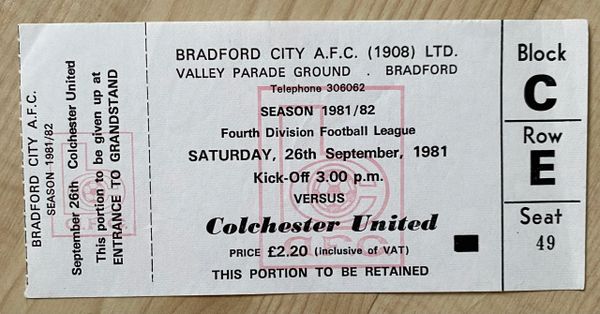 BRADFORD CITY A.F.C.
SEASON 1981/82
September 26th Colchester United
This portion to be given up at
ENTRANCE TO GRANDSTAND
BRADFORD CITY A.F.C. (1908) LTD.
VALLEY PARADE GROUND . BRADFORD
Telephone 306062
SEASON 1981/82
Fourth Division Football League
SATURDAY, 26th September, 1981
Kick-Off 3.00 p.m.
VERSUS
Colchester United
PRICE £2.20 (inclusive of VAT)
THIS PORTION TO BE RETAINED
Block
C
Row
E
Seat
49